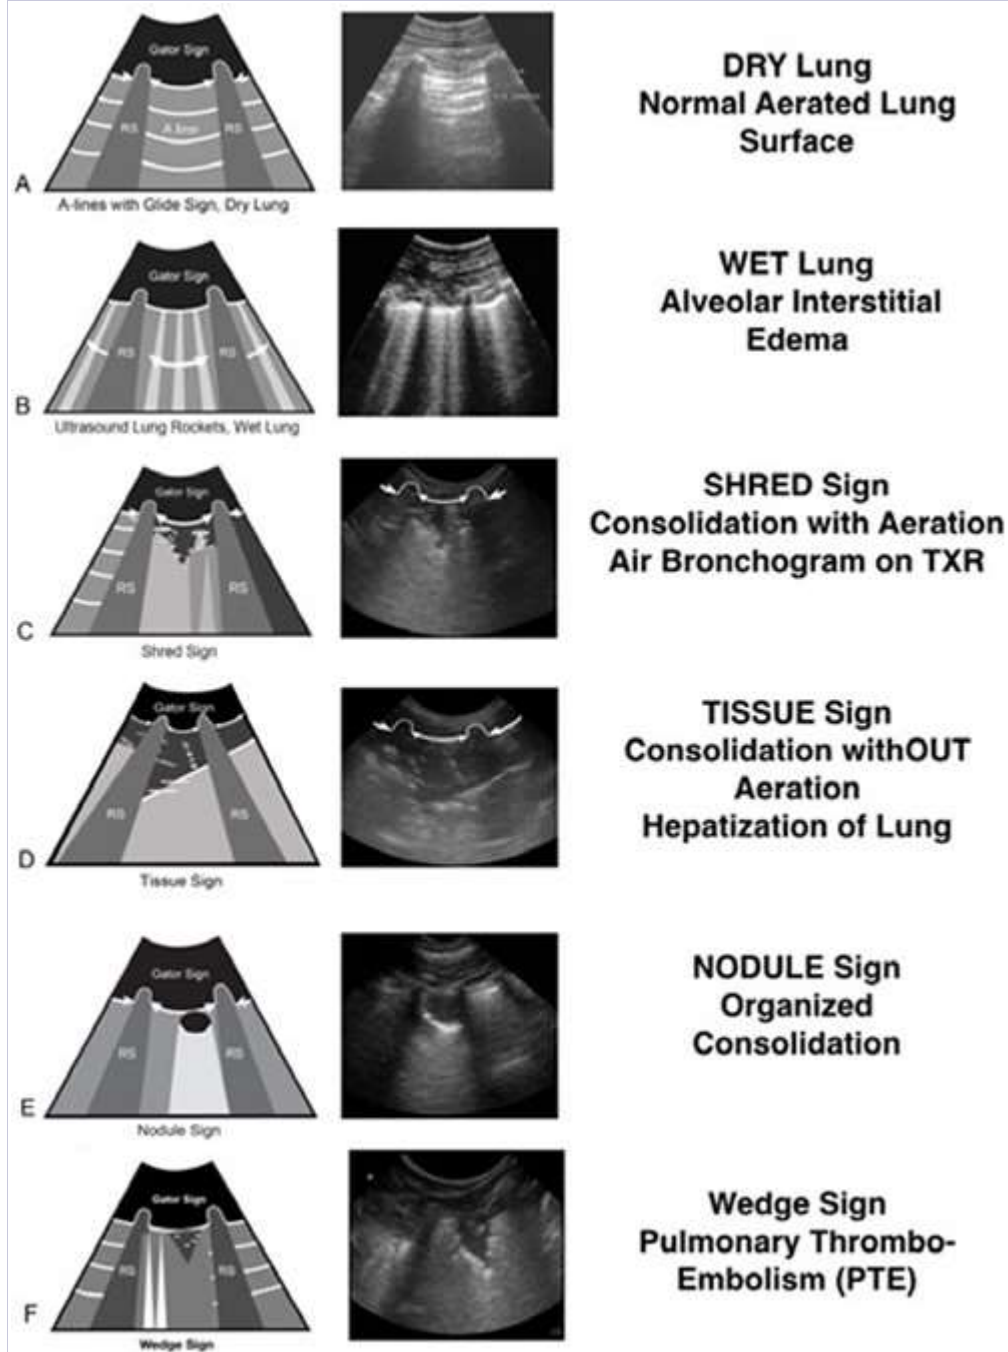 Gator Sign
RS
A line
RS
A
A-lines with Glide Sign, Dry Lung
DRY Lung
Normal Aerated Lung
Surface
Gator Sign
RS
RS
B
Ultrasound Lung Rockets, Wet Lung
WET Lung
Alveolar Interstitial
Edema
Gator Sign
RS
RS
C
Shred Sign
SHRED Sign
Consolidation with Aeration
Air Bronchogram on TXR
Gator Sign
RS
RS
D
Tissue Sign
TISSUE Sign
Consolidation withOUT
Aeration
Hepatization of Lung
Gator Sign
RS
RS
E
Nodule Sign
NODULE Sign
Organized
Consolidation
Gator Sign
RS
RS
F
Wedge Sign
Wedge Sign
Pulmonary Thrombo-
Embolism (PTE)